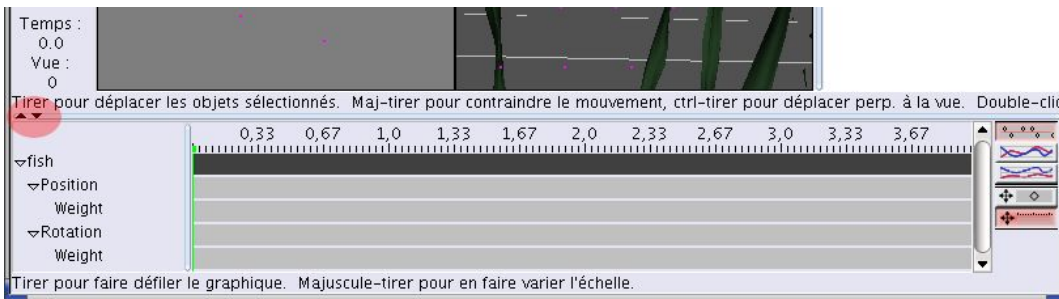 Temps :
0.0
Vue :
0
Tirer pour déplacer les objets sélectionnés. Maj-tirer pour contraindre le mouvement, ctrl-tirer pour déplacer perp. à la vue. Double-clic
0,33 0,67 1,0 1,33 1,67 2,0 2,33 2,67 3,0 3,33 3,67
fish
Position
Weight
Rotation
Weight
Tirer pour faire défiler le graphique. Majuscule-tirer pour en faire varier l'échelle.